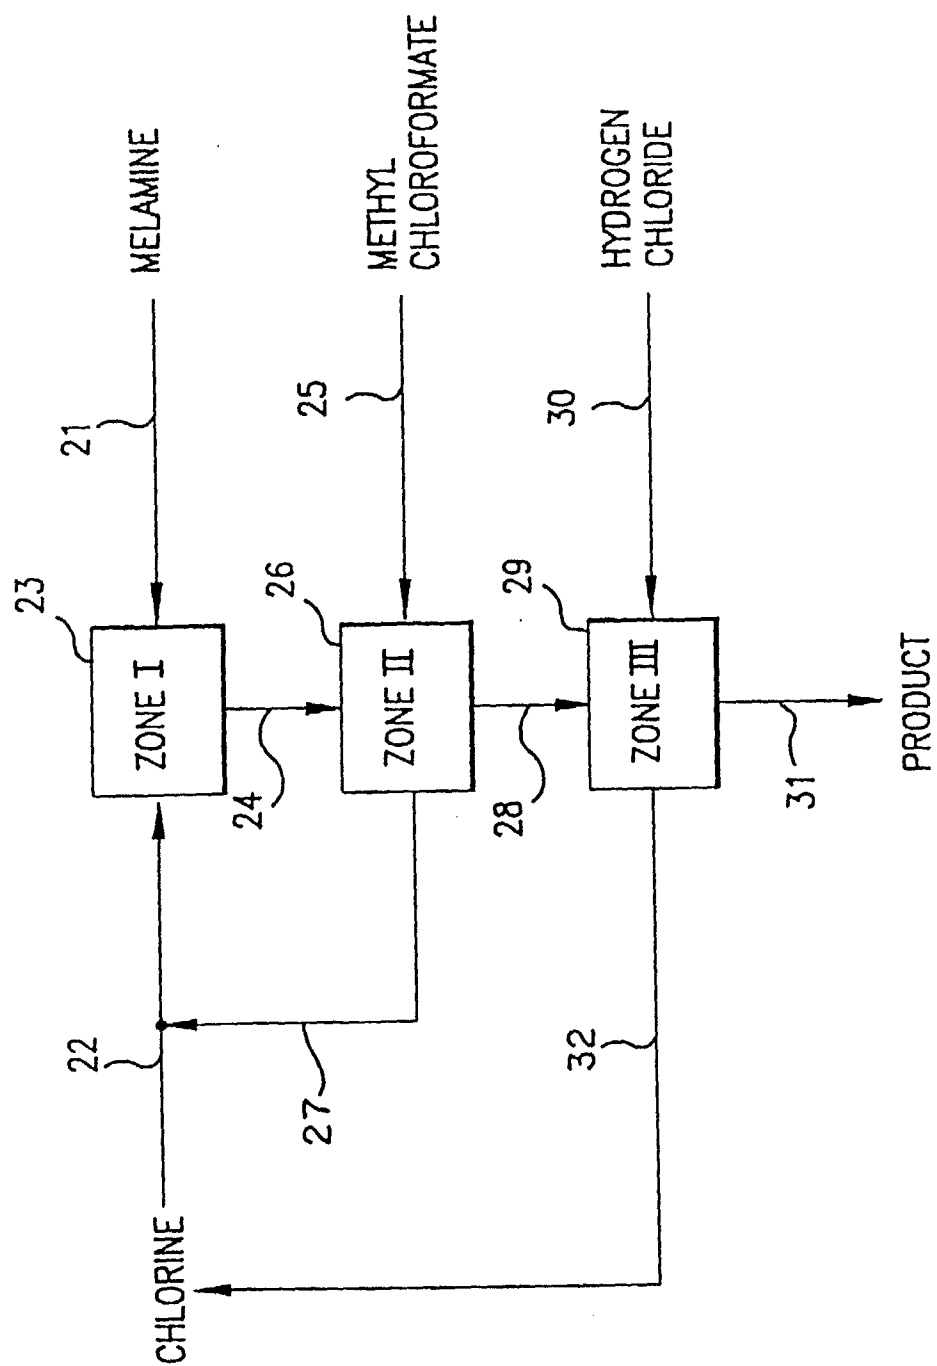 MELAMINE
METHYL
CHLOROFORMATE
HYDROGEN
CHLORIDE
21
25
30
23
26
29
ZONE I
ZONE II
ZONE III
24
28
31
PRODUCT
22
27
32
CHLORINE